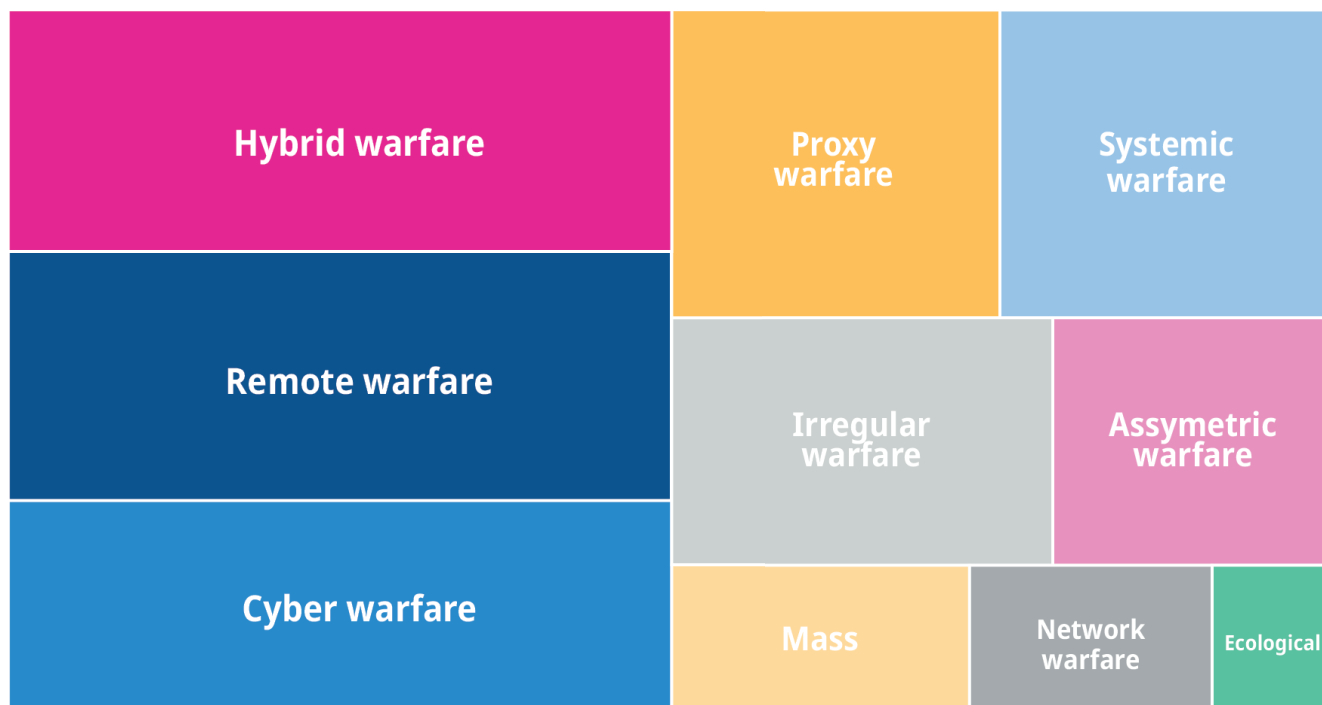 Hybrid warfare
Remote warfare
Cyber warfare
Proxy
warfare
Systemic
warfare
Irregular
warfare
Assymetric
warfare
Mass
Network
warfare
Ecological